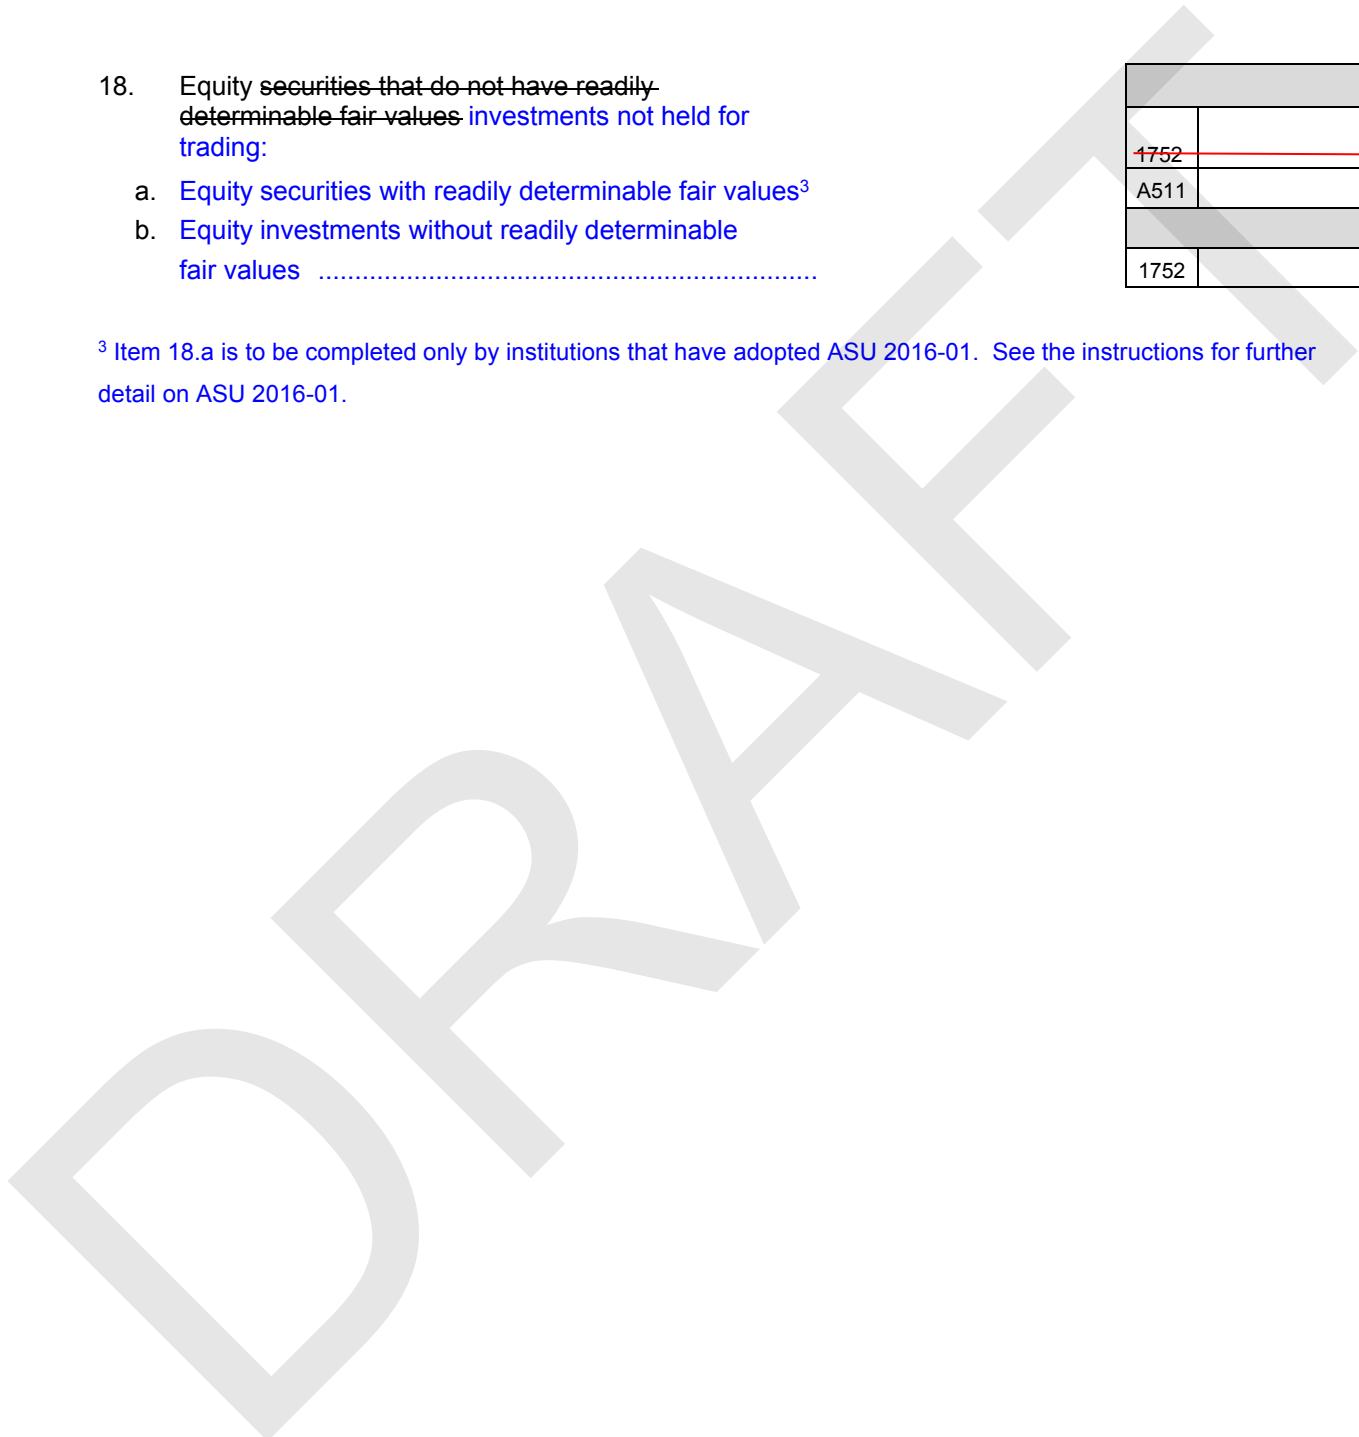 18. Equity securities that do not have readily
determinable fair values investments not held for
trading:
1752
a. Equity securities with readily determinable fair values³
A511
b. Equity investments without readily determinable
fair values ....................................................................
1752
³ Item 18.a is to be completed only by institutions that have adopted ASU 2016-01. See the instructions for further
detail on ASU 2016-01.
DRAFT